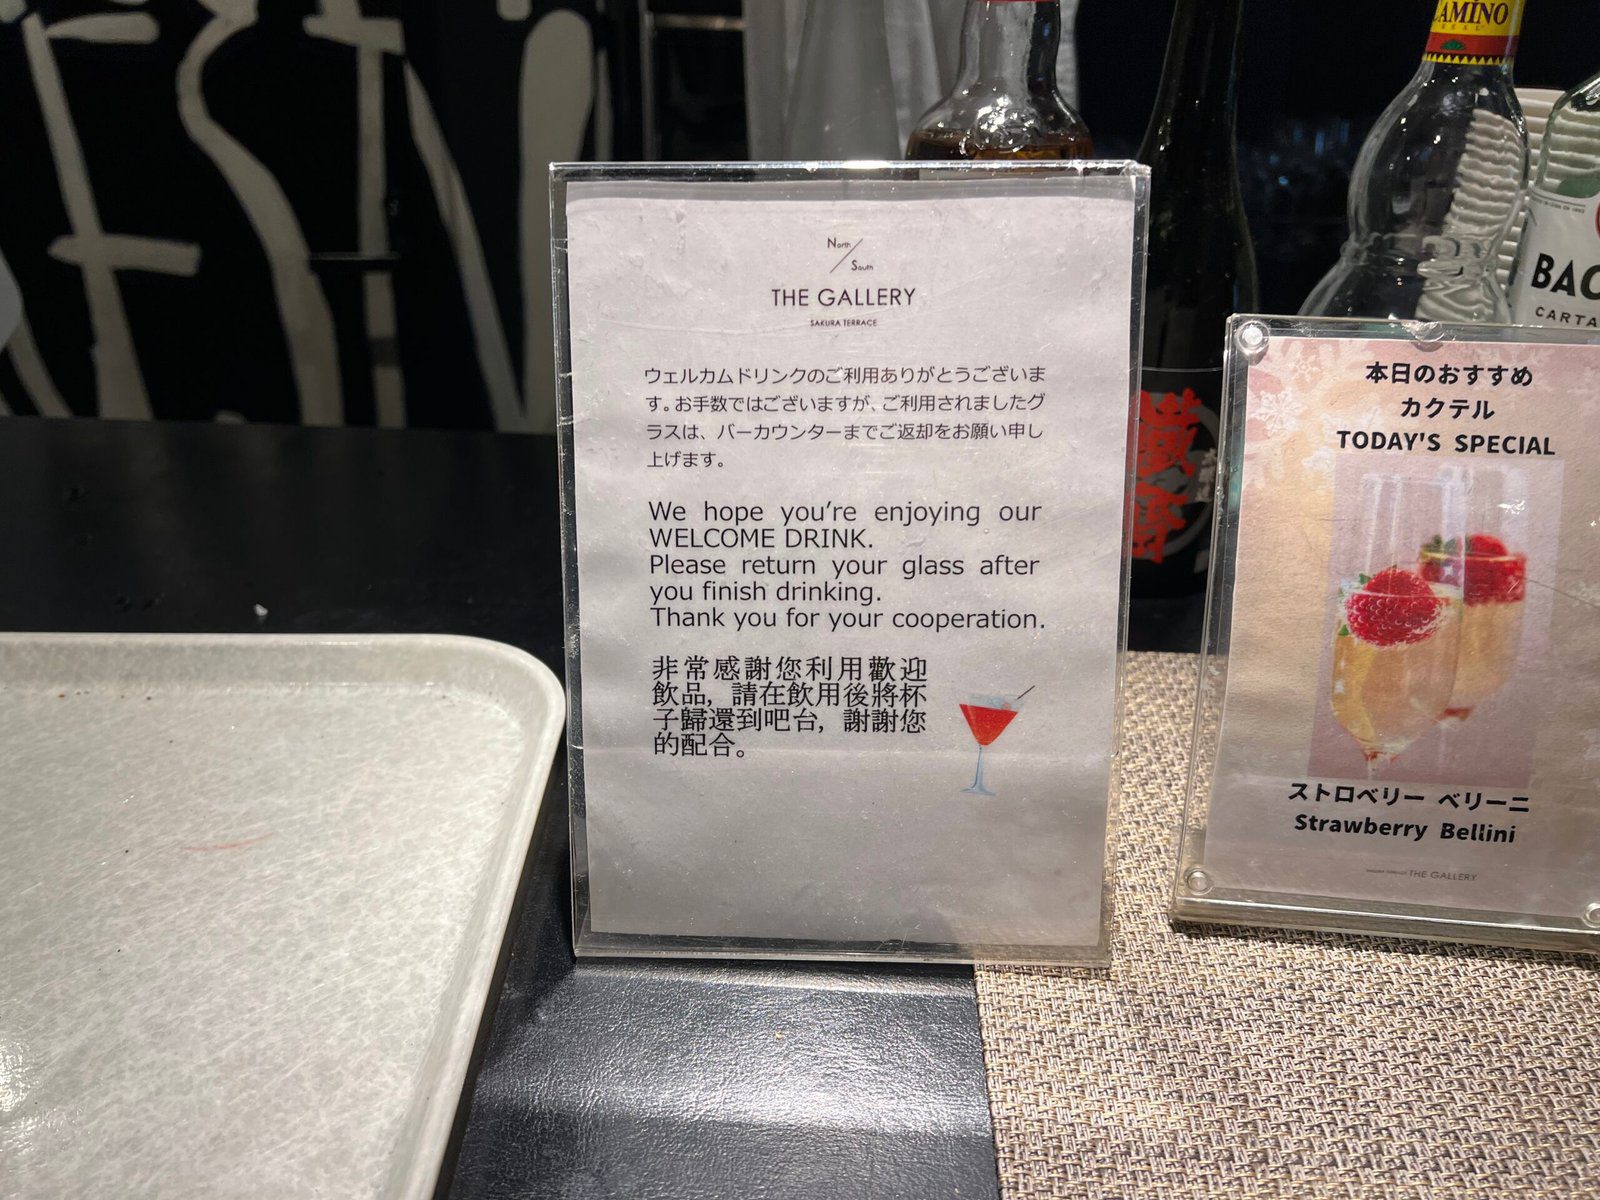 North
South
THE GALLERY
SAKURA TERRACE
ウェルカムドリンクのご利用ありがとうございま
す。お手数ではございますが、ご利用されましたグ
ラスは、バーカウンターまでご返却をお願い申し
上げます。
We hope you’re enjoying our
WELCOME DRINK.
Please return your glass after
you finish drinking.
Thank you for your cooperation.
非常感謝您利用歡迎
飲品，請在飲用後將杯
子歸還到吧台，謝謝您
的配合。
本日のおすすめ
カクテル
TODAY'S SPECIAL
ストロベリー ベリーニ
Strawberry Bellini
THE GALLERY
CAMINO
REAL
BAC
CARTA